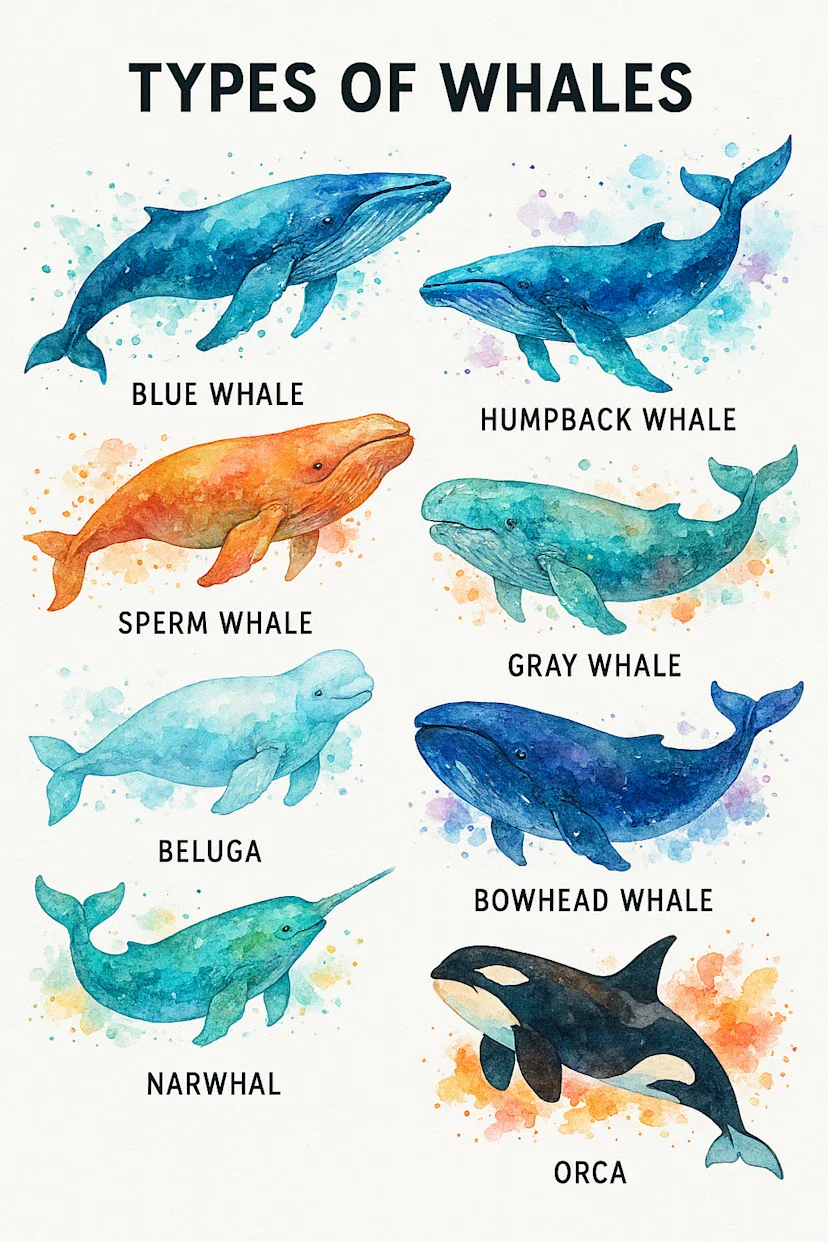 TYPES OF WHALES
BLUE WHALE
HUMPBACK WHALE
SPERM WHALE
GRAY WHALE
BELUGA
BOWHEAD WHALE
NARWHAL
ORCA